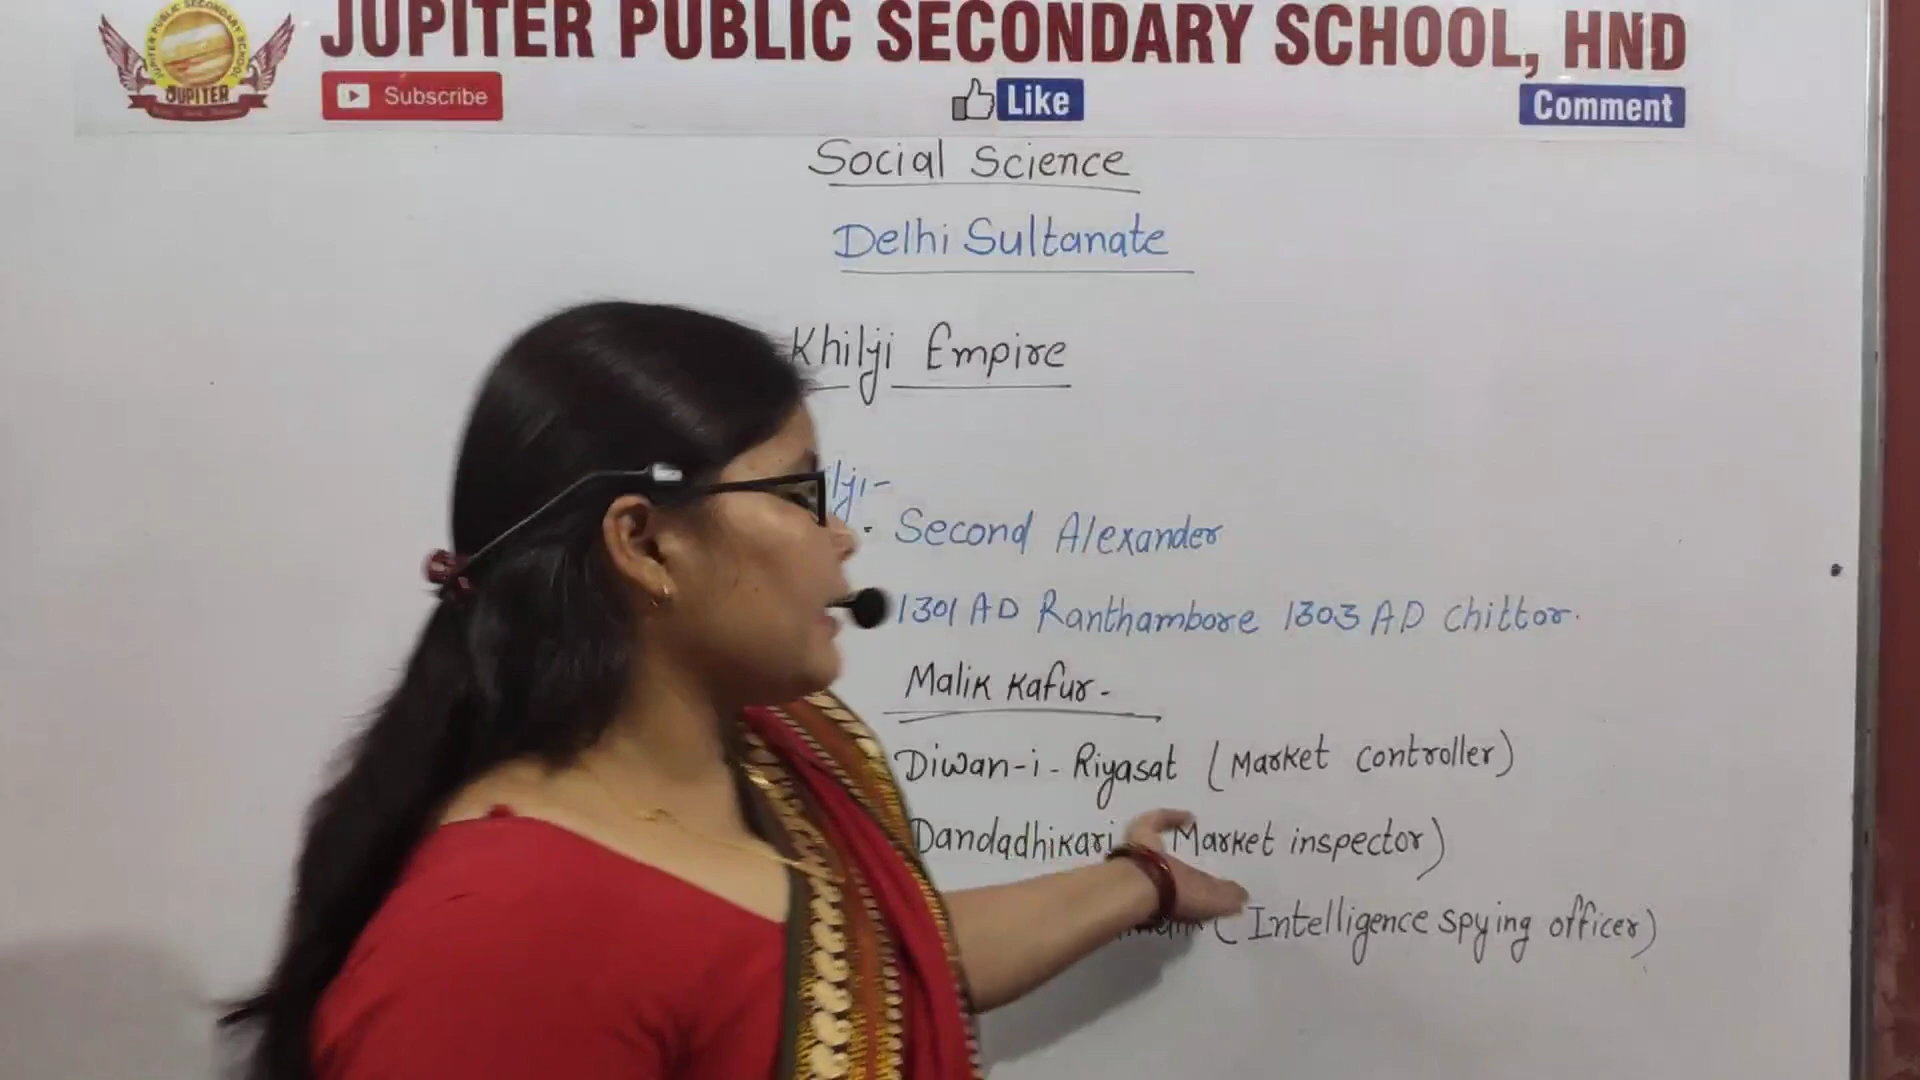 JUPITER PUBLIC SECONDARY SCHOOL, HND
JUPITER
Subscribe
Like
Comment
Social Science
Delhi Sultanate
Khilji Empire
Second Alexander
1301 AD Ranthambore 1303 AD Chittor.
Malik Kafur -
Diwan-i-Riyasat (Market controller)
Dandadhikari (Market inspector)
(Intelligence spying officer)